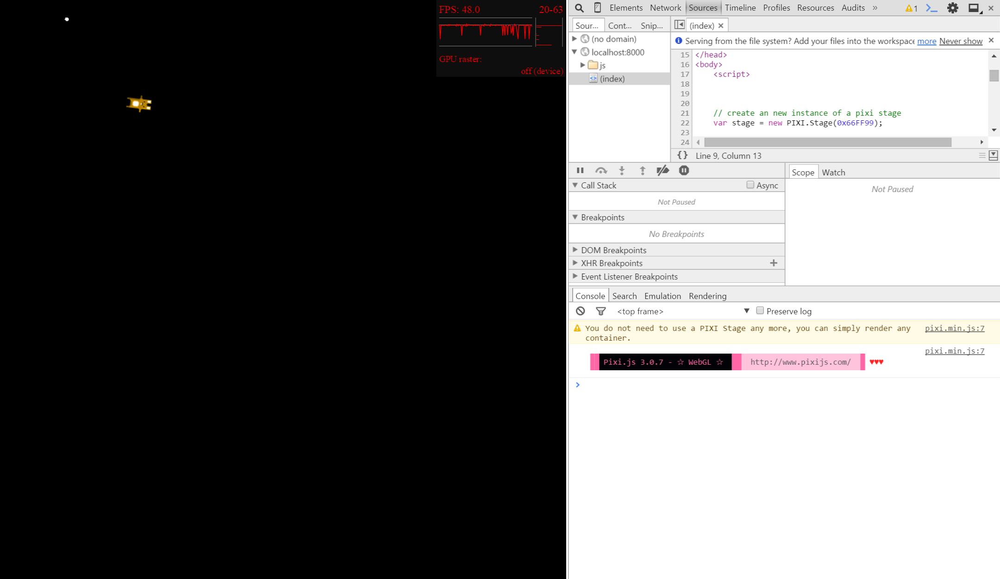 FPS: 48.0 20-63
GPU raster:
off (device)
Elements Network Sources Timeline Profiles Resources Audits » 1
Sour... Cont... Snip... (index)
(no domain)
localhost:8000
js
(index)
Serving from the file system? Add your files into the workspace more Never show
15 </head>
16 <body>
17 <script>
18
19
20
21 // create an new instance of a pixi stage
22 var stage = new PIXI.Stage(0x66FF99);
23
24
{} Line 9, Column 13
Scope Watch
Call Stack Async
Not Paused
Not Paused
Breakpoints
No Breakpoints
DOM Breakpoints
XHR Breakpoints
Event Listener Breakpoints
Console Search Emulation Rendering
<top frame> Preserve log
You do not need to use a PIXI Stage any more, you can simply render any pixi.min.js:7
container.
pixi.min.js:7
Pixi.js 3.0.7 - ☆ WebGL ☆ http://www.pixijs.com/ ♥♥♥